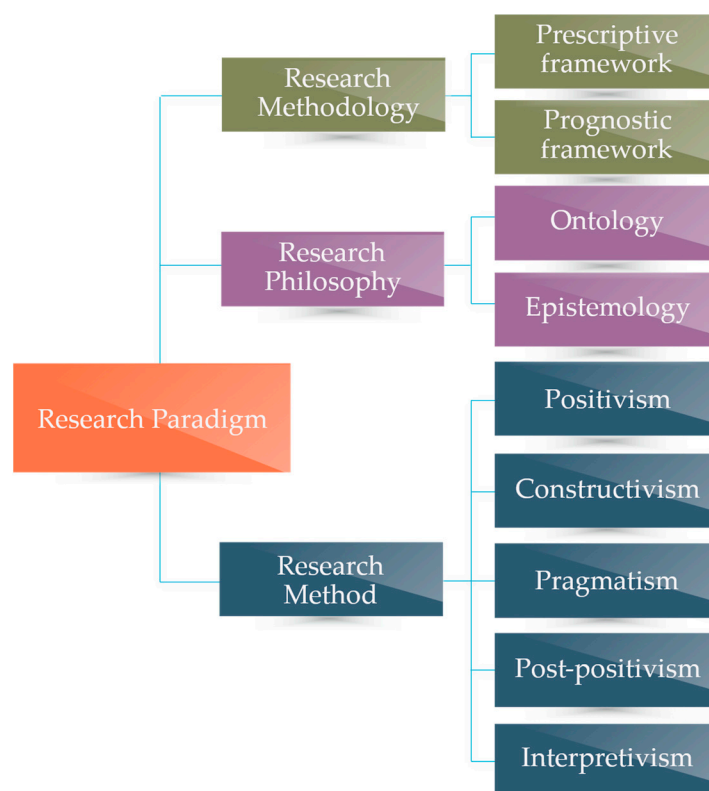 Prescriptive
framework
Research
Methodology
Prognostic
framework
Ontology
Research
Philosophy
Epistemology
Positivism
Research Paradigm
Constructivism
Research
Method
Pragmatism
Post-positivism
Interpretivism